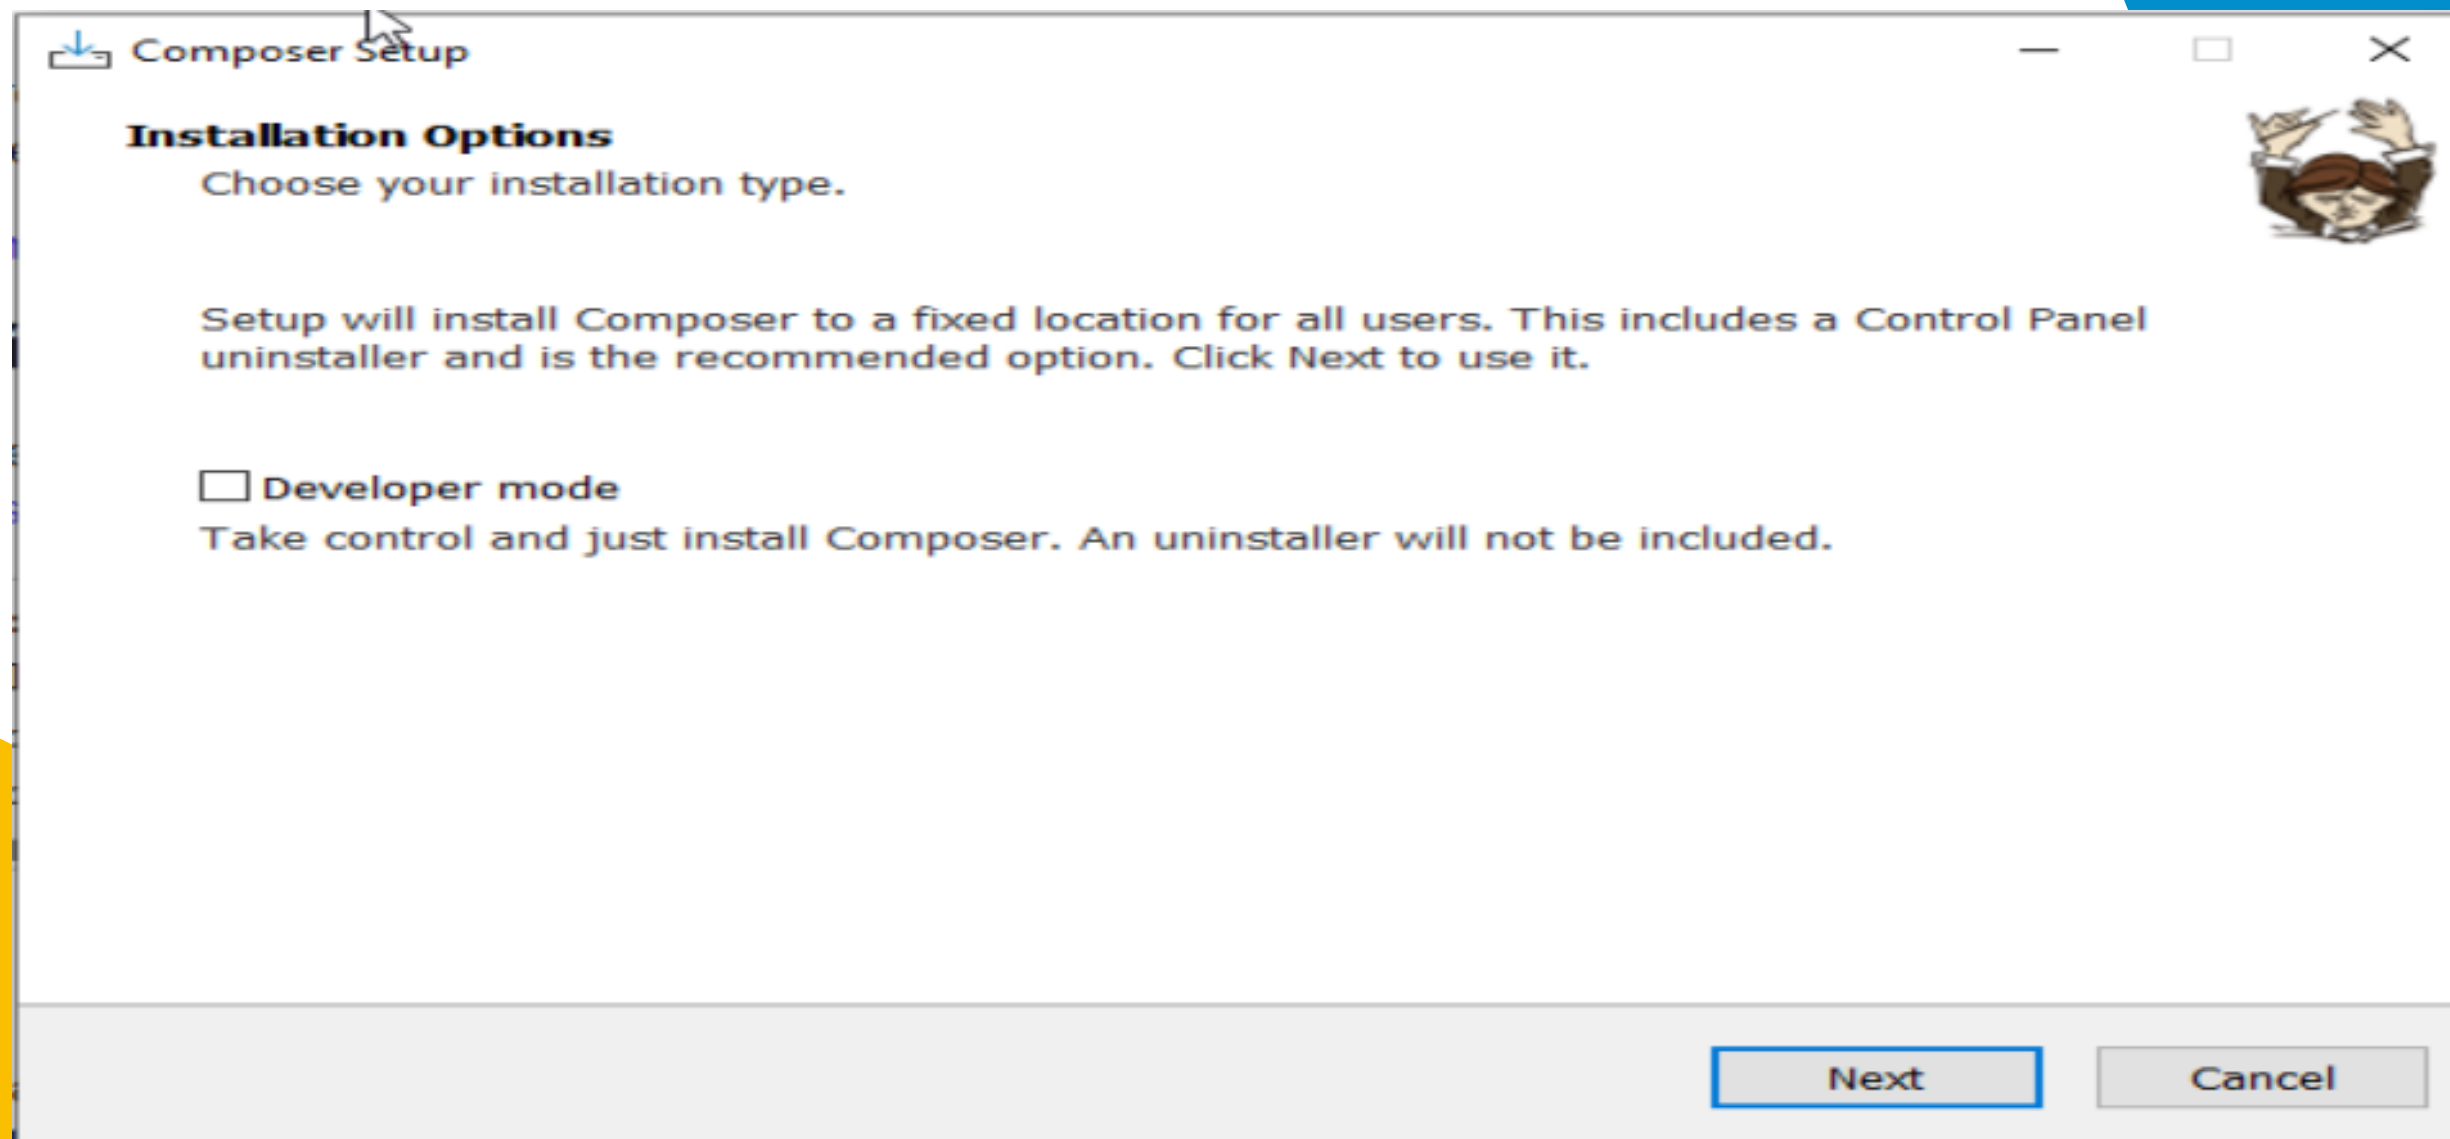 Composer Setup
Installation Options
Choose your installation type.
Setup will install Composer to a fixed location for all users. This includes a Control Panel
uninstaller and is the recommended option. Click Next to use it.
Developer mode
Take control and just install Composer. An uninstaller will not be included.
Next
Cancel